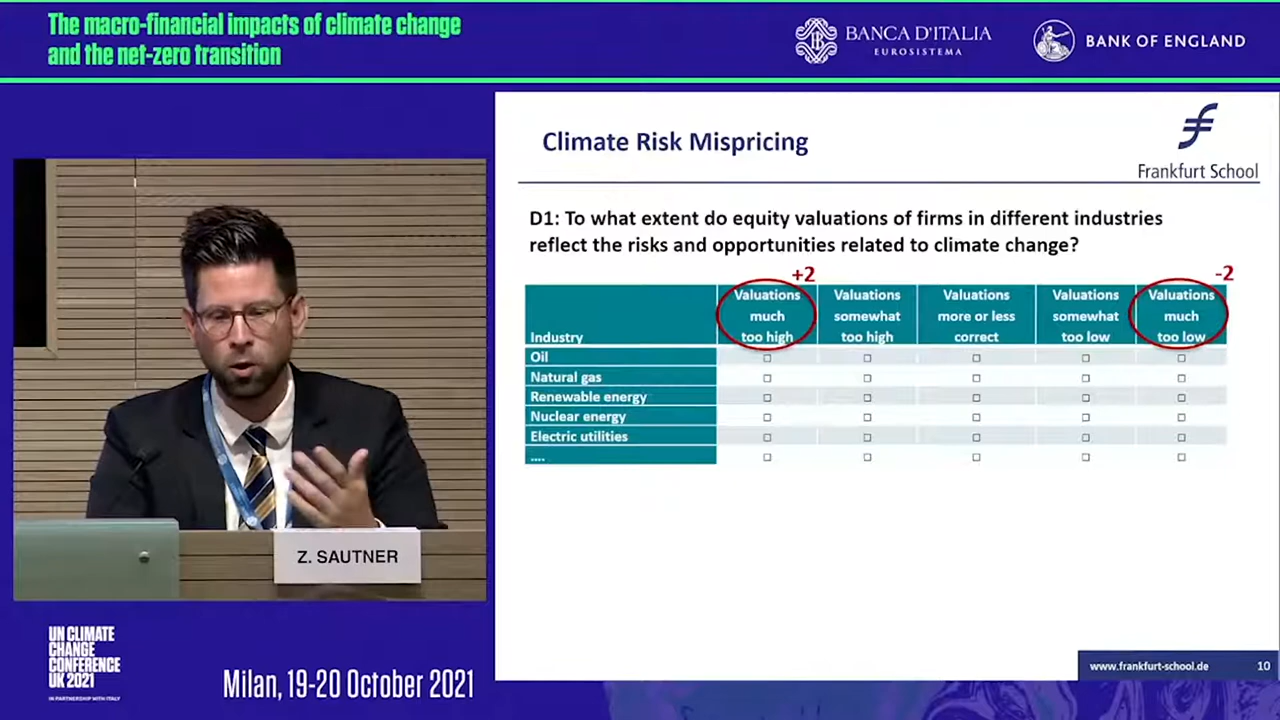 The macro-financial impacts of climate change
and the net-zero transition
BANCA D'ITALIA
EUROSISTEMA
BANK OF ENGLAND
Climate Risk Mispricing
Frankfurt School
D1: To what extent do equity valuations of firms in different industries
reflect the risks and opportunities related to climate change?
+2
-2
Industry
Valuations
much
too high
Valuations
somewhat
too high
Valuations
more or less
correct
Valuations
somewhat
too low
Valuations
much
too low
Oil
Natural gas
Renewable energy
Nuclear energy
Electric utilities
....
www.frankfurt-school.de 10
Z. SAUTNER
UN CLIMATE
CHANGE
CONFERENCE
UK 2021
IN PARTNERSHIP WITH ITALY
Milan, 19-20 October 2021